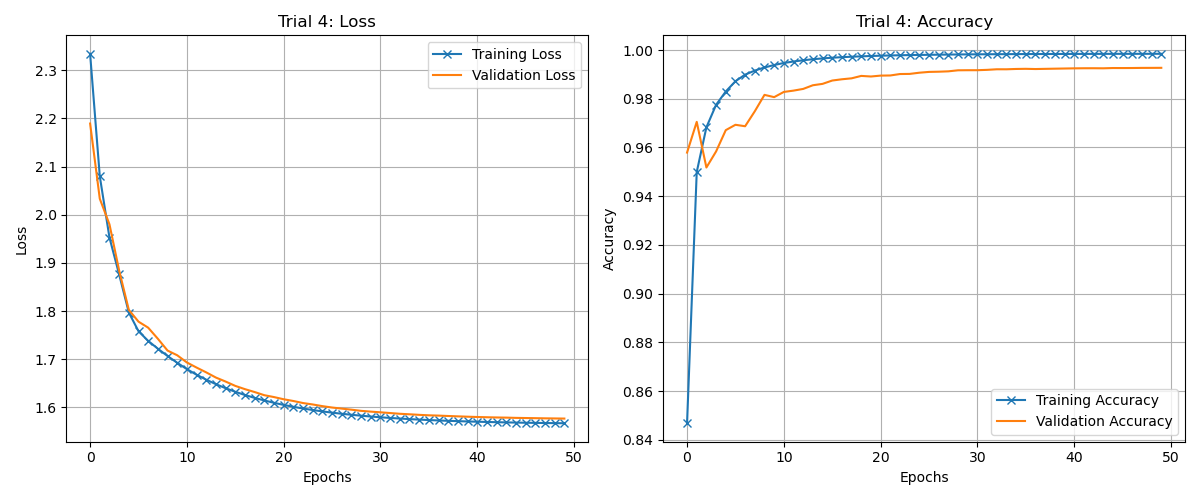 Trial 4: Loss
Training Loss
Validation Loss
2.3
2.2
2.1
2.0
1.9
1.8
1.7
1.6
Loss
0 10 20 30 40 50
Epochs
Trial 4: Accuracy
1.00
0.98
0.96
0.94
0.92
0.90
0.88
0.86
0.84
Accuracy
Training Accuracy
Validation Accuracy
0 10 20 30 40 50
Epochs